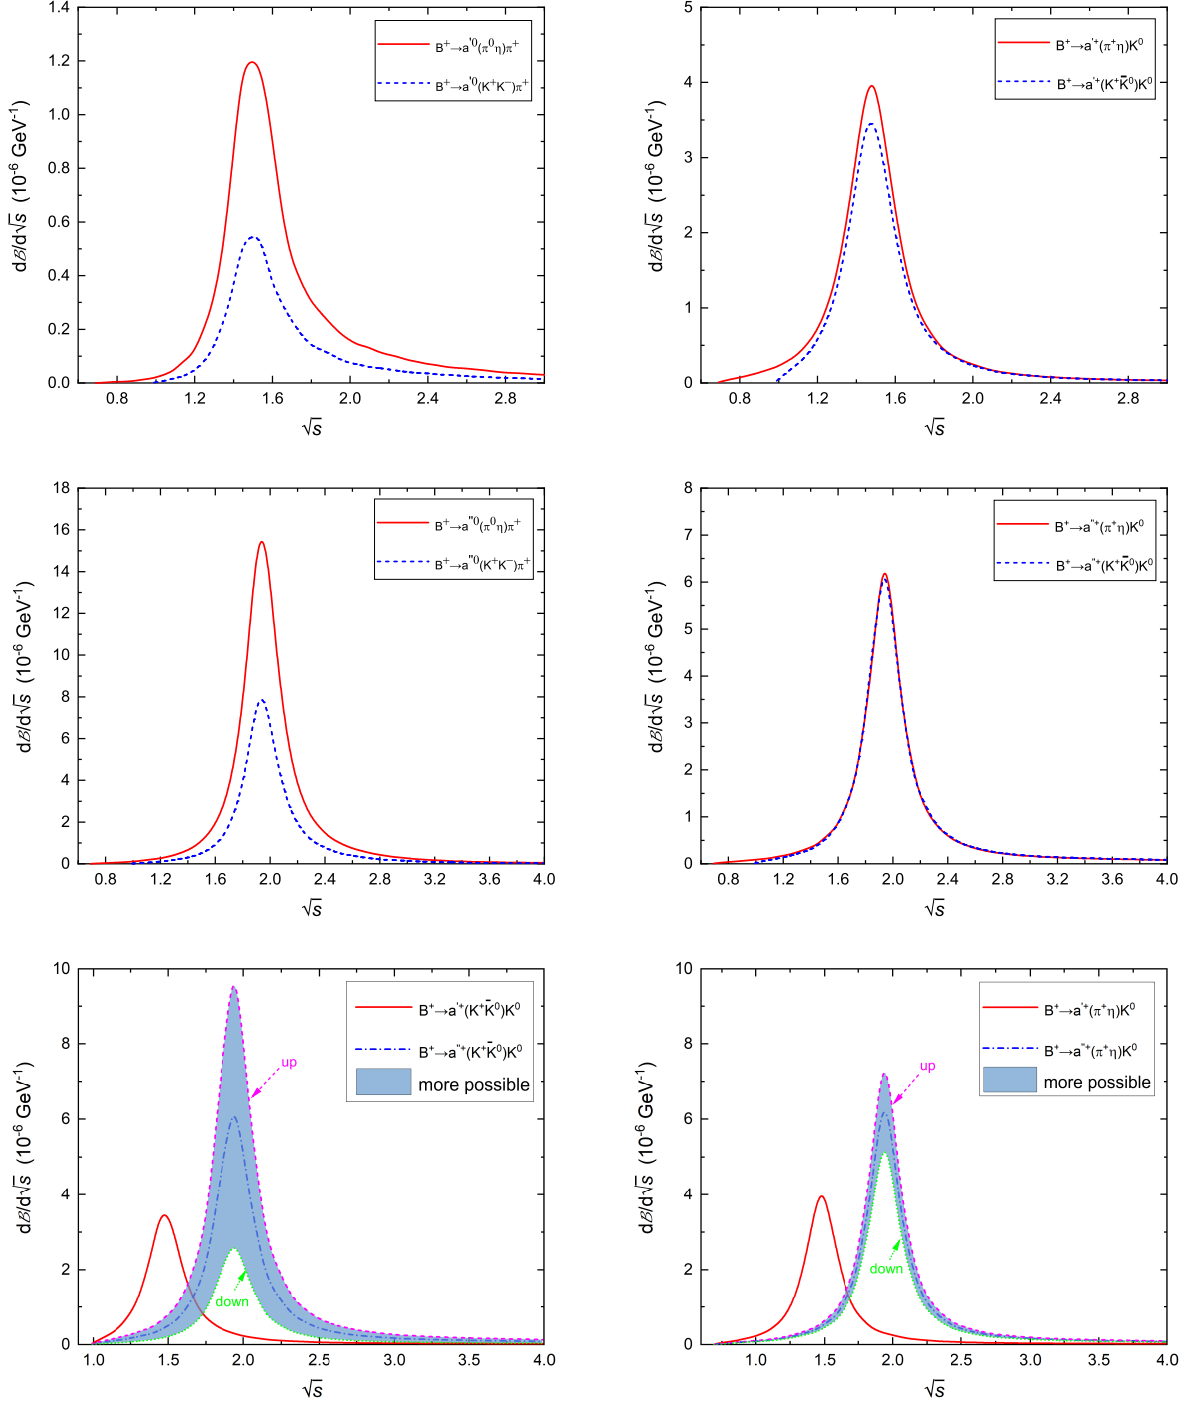 1.4
1.2
1.0
0.8
0.6
0.4
0.2
0.0
0.8 1.2 1.6 2.0 2.4 2.8
√s
dℬ/d√s (10⁻⁶ GeV⁻¹)
B⁺→a'⁰(π⁰η)π⁺
B⁺→a'⁰(K⁺K⁻)π⁺
5
4
3
2
1
0
0.8 1.2 1.6 2.0 2.4 2.8
√s
dℬ/d√s (10⁻⁶ GeV⁻¹)
B⁺→a'⁺(π⁺η)K⁰
B⁺→a'⁺(K⁺K̄⁰)K⁰
18
16
14
12
10
8
6
4
2
0
0.8 1.2 1.6 2.0 2.4 2.8 3.2 3.6 4.0
√s
dℬ/d√s (10⁻⁶ GeV⁻¹)
B⁺→a"⁰(π⁰η)π⁺
B⁺→a"⁰(K⁺K⁻)π⁺
8
7
6
5
4
3
2
1
0
0.8 1.2 1.6 2.0 2.4 2.8 3.2 3.6 4.0
√s
dℬ/d√s (10⁻⁶ GeV⁻¹)
B⁺→a"⁺(π⁺η)K⁰
B⁺→a"⁺(K⁺K̄⁰)K⁰
10
8
6
4
2
0
1.0 1.5 2.0 2.5 3.0 3.5 4.0
√s
dℬ/d√s (10⁻⁶ GeV⁻¹)
B⁺→a'⁺(K⁺K̄⁰)K⁰
B⁺→a"⁺(K⁺K̄⁰)K⁰
more possible
up
down
10
8
6
4
2
0
1.0 1.5 2.0 2.5 3.0 3.5 4.0
√s
dℬ/d√s (10⁻⁶ GeV⁻¹)
B⁺→a'⁺(π⁺η)K⁰
B⁺→a"⁺(π⁺η)K⁰
more possible
up
down